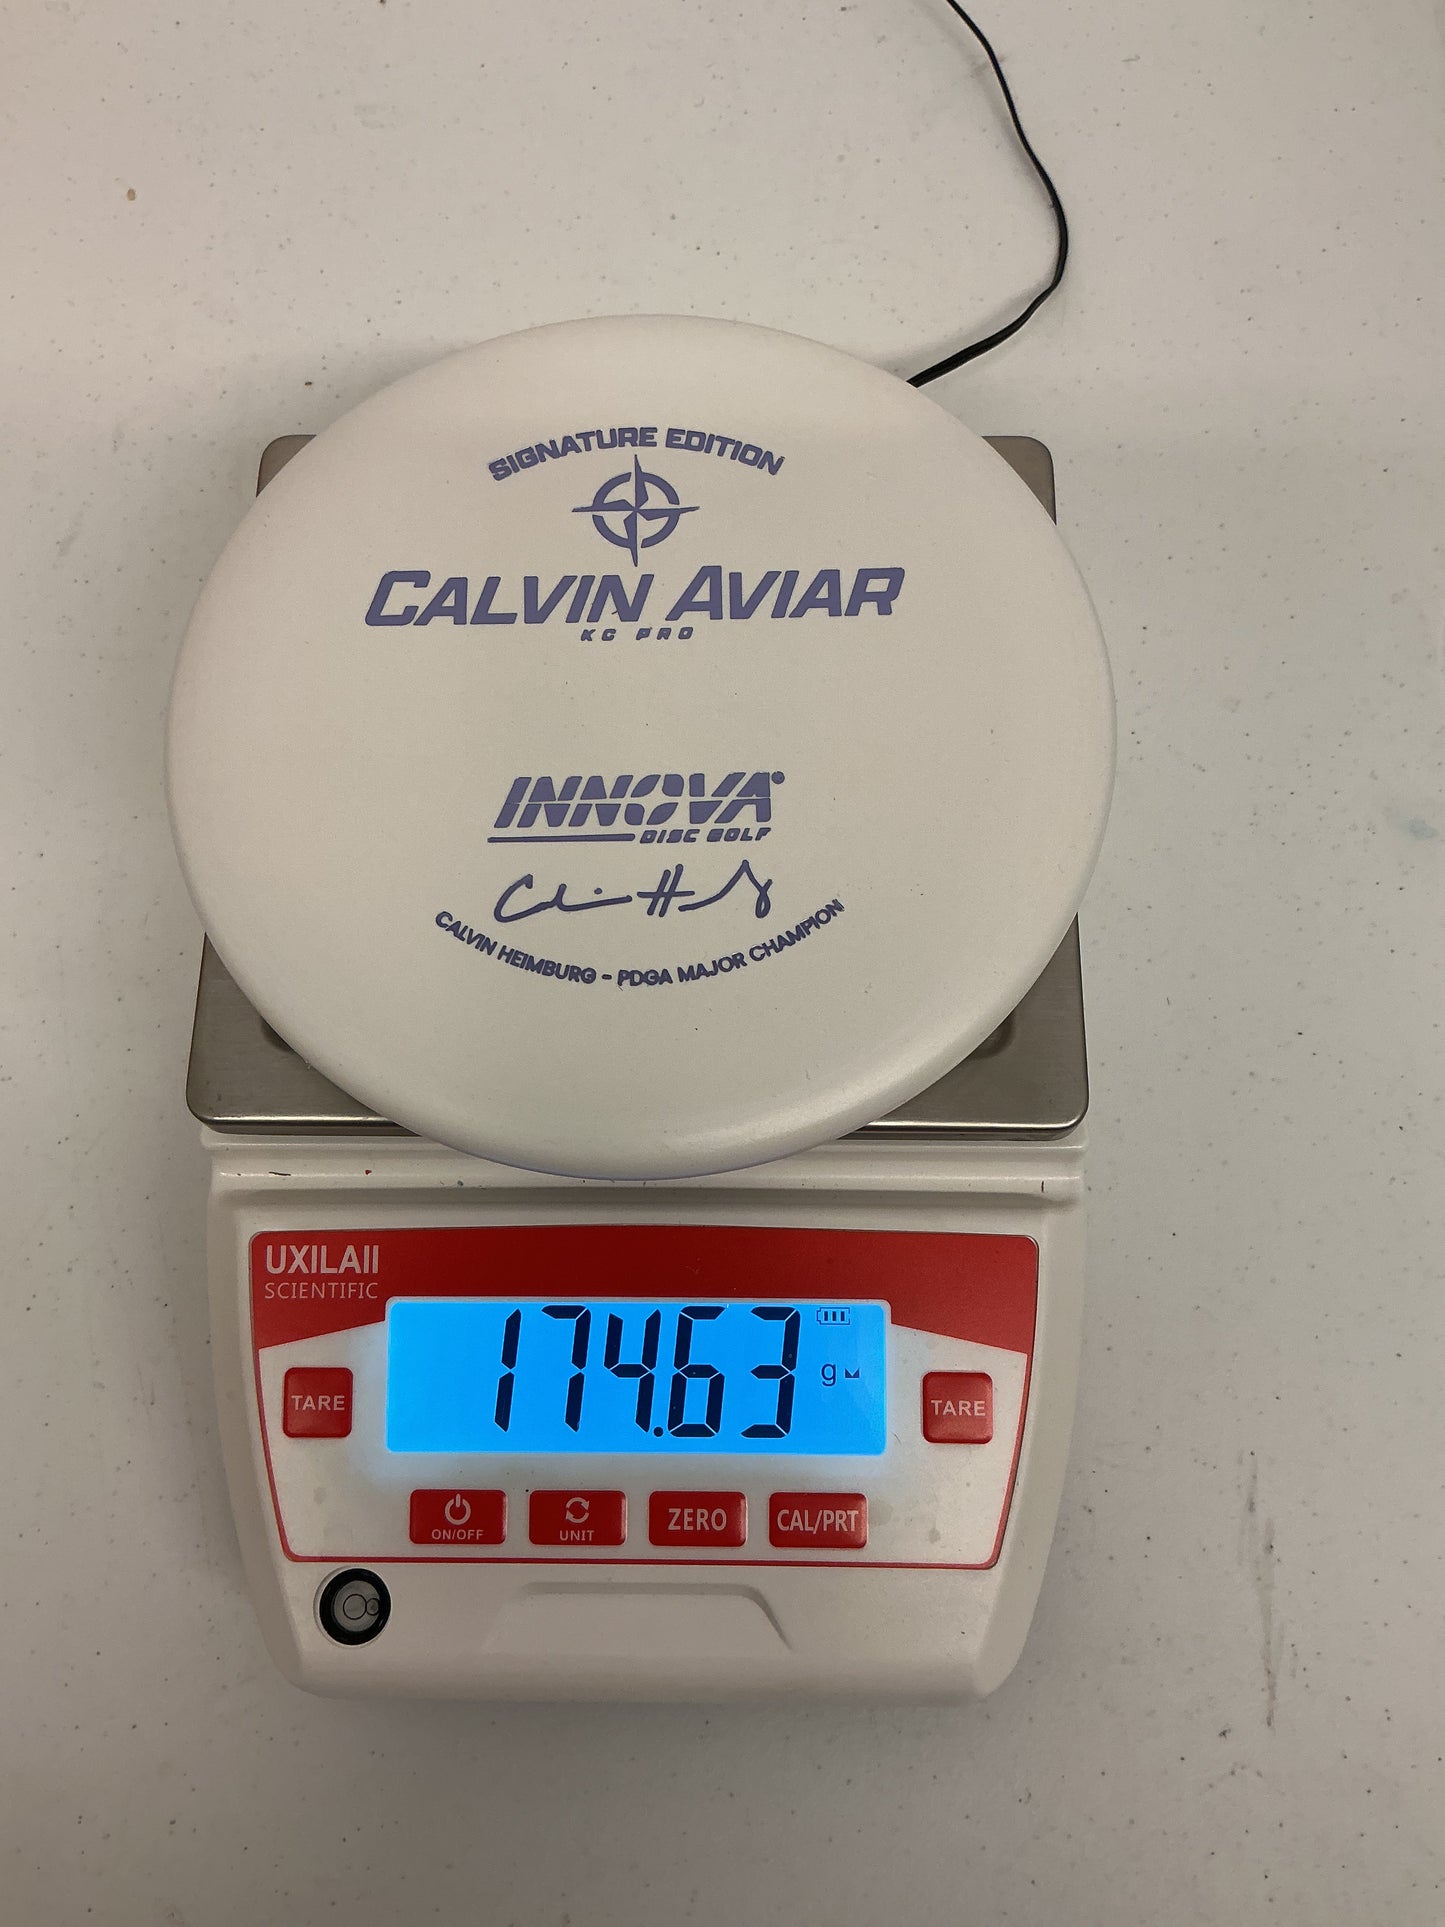 SIGNATURE EDITION
CALVIN AVIAR
KC PRO
INNOVA
DISC GOLF
CALVIN HEIMBURG - PDGA MAJOR CHAMPION
UXILAII
SCIENTIFIC
174.63
g
TARE
TARE
ON/OFF
UNIT
ZERO
CAL/PRT